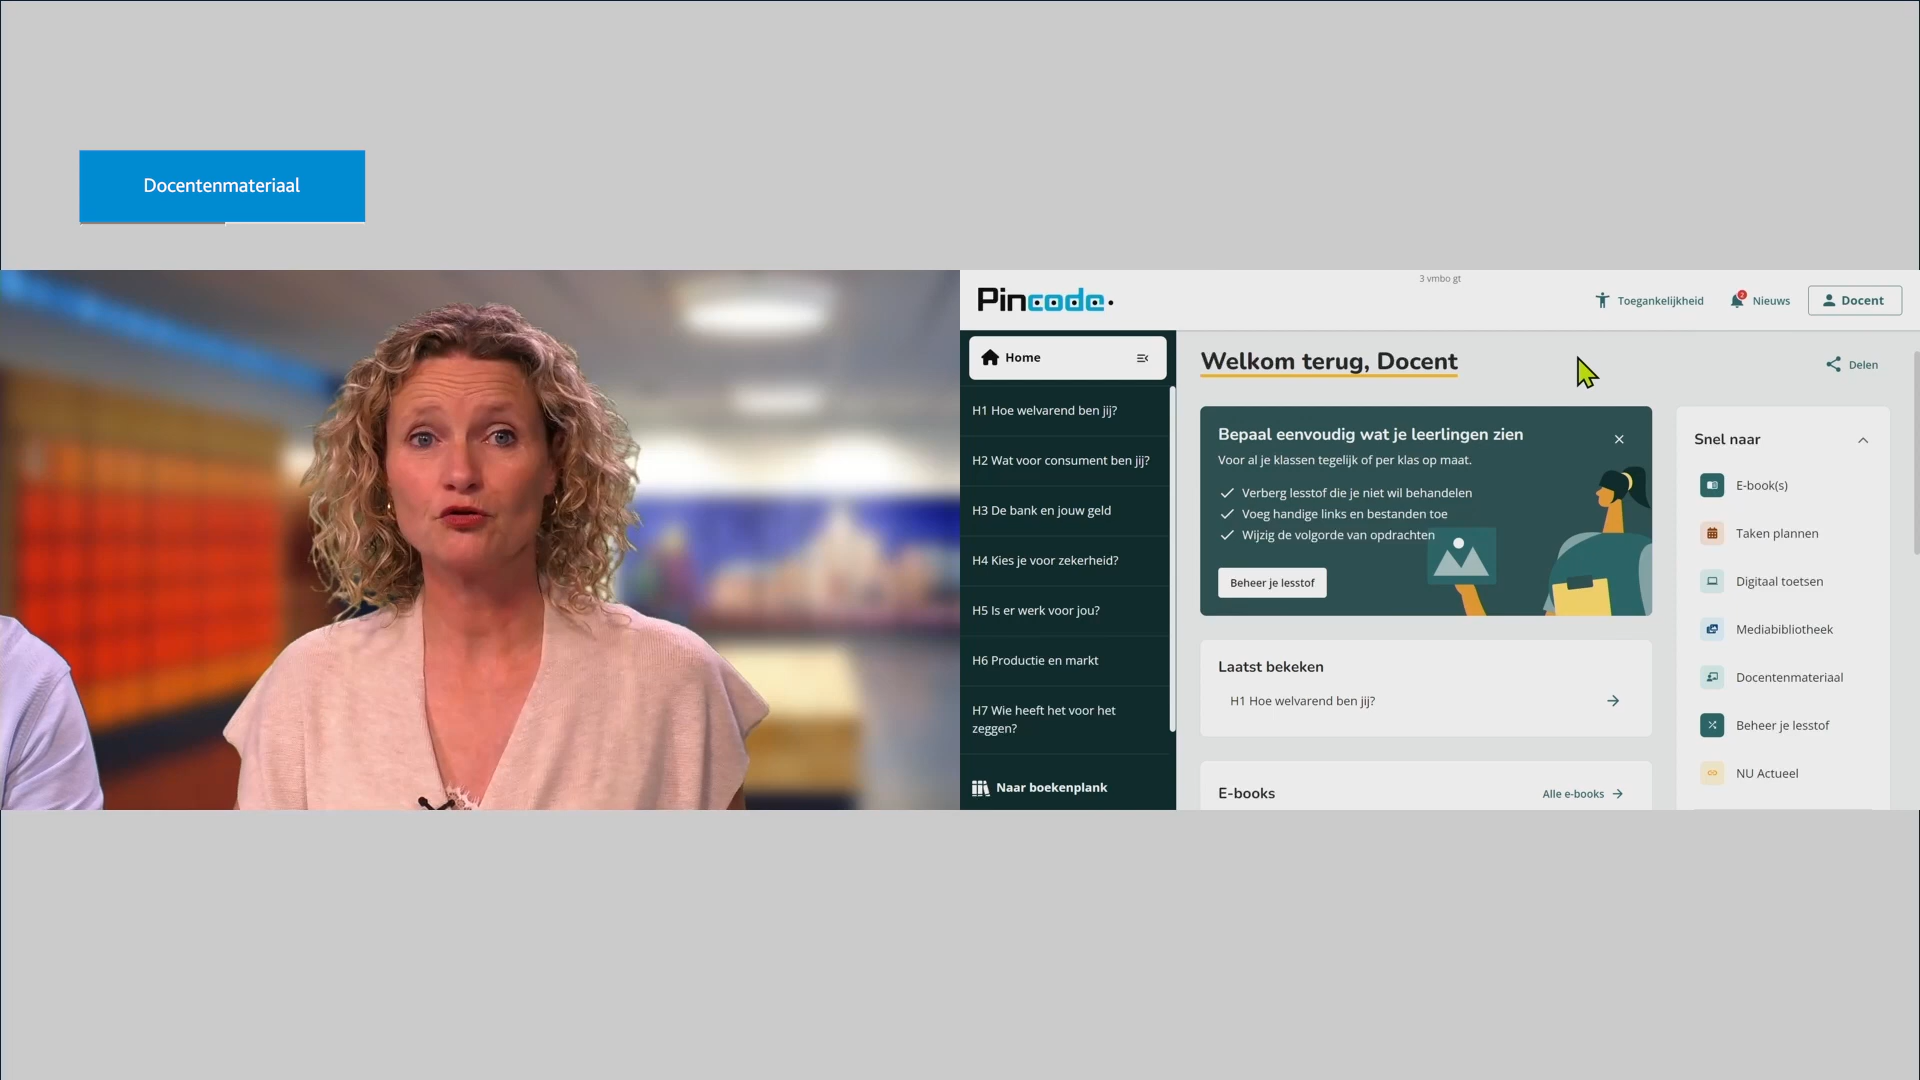 Docentenmateriaal
Pincode
3 vmbo gt
Toegankelijkheid
2
Nieuws
Docent
Home
H1 Hoe welvarend ben jij?
H2 Wat voor consument ben jij?
H3 De bank en jouw geld
H4 Kies je voor zekerheid?
H5 Is er werk voor jou?
H6 Productie en markt
H7 Wie heeft het voor het
zeggen?
Naar boekenplank
Welkom terug, Docent
Delen
Bepaal eenvoudig wat je leerlingen zien
Voor al je klassen tegelijk of per klas op maat.
Verberg lesstof die je niet wil behandelen
Voeg handige links en bestanden toe
Wijzig de volgorde van opdrachten
Beheer je lesstof
Laatst bekeken
H1 Hoe welvarend ben jij?
E-books
Alle e-books
Snel naar
E-book(s)
Taken plannen
Digitaal toetsen
Mediabibliotheek
Docentenmateriaal
Beheer je lesstof
NU Actueel